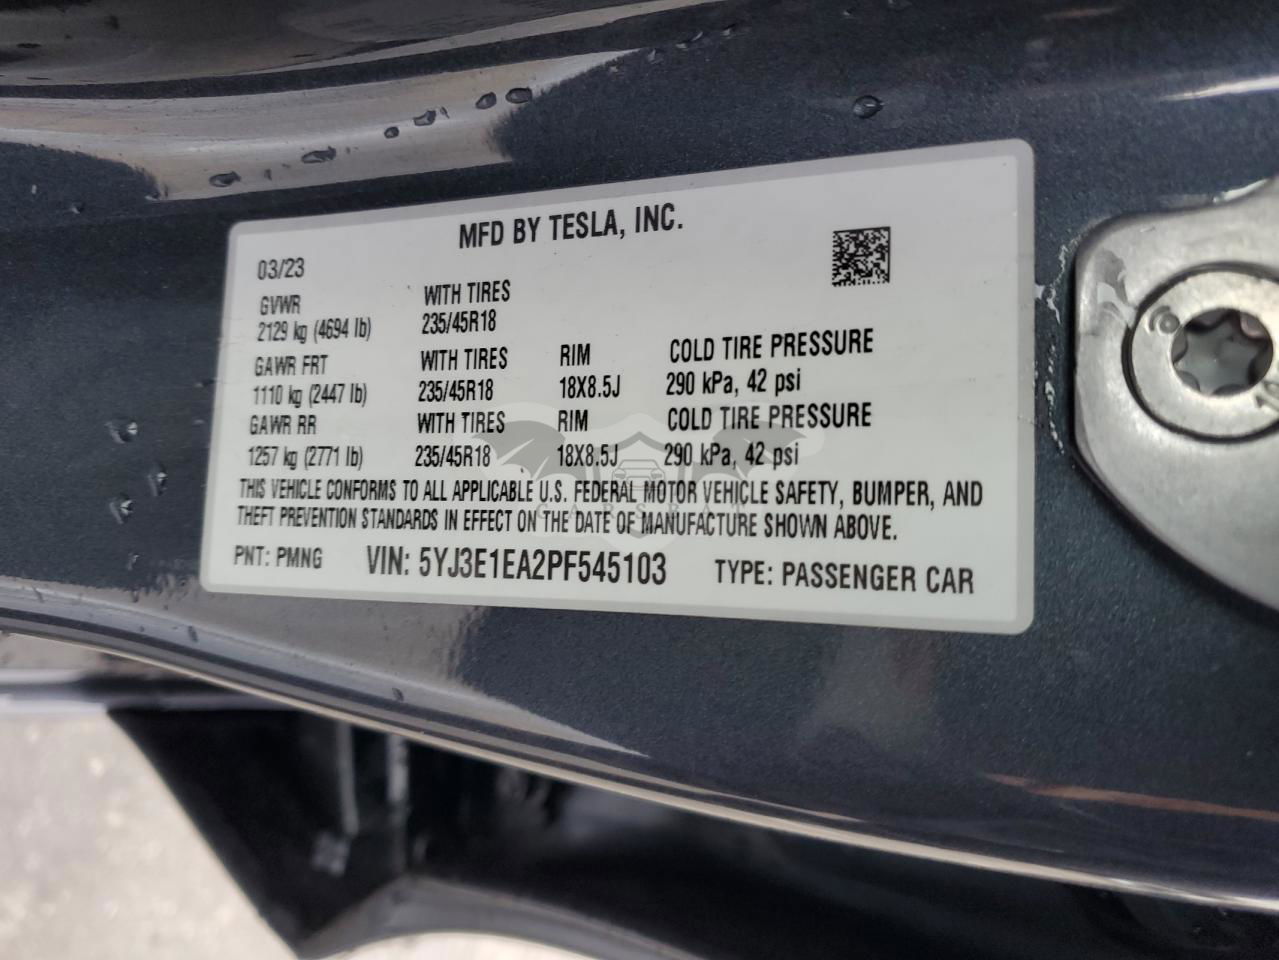 MFD BY TESLA, INC.
03/23
GVWR WITH TIRES
2129 kg (4694 lb) 235/45R18
GAWR FRT WITH TIRES RIM COLD TIRE PRESSURE
1110 kg (2447 lb) 235/45R18 18X8.5J 290 kPa, 42 psi
GAWR RR WITH TIRES RIM COLD TIRE PRESSURE
1257 kg (2771 lb) 235/45R18 18X8.5J 290 kPa, 42 psi
THIS VEHICLE CONFORMS TO ALL APPLICABLE U.S. FEDERAL MOTOR VEHICLE SAFETY, BUMPER, AND
THEFT PREVENTION STANDARDS IN EFFECT ON THE DATE OF MANUFACTURE SHOWN ABOVE.
PNT: PMNG VIN: 5YJ3E1EA2PF545103 TYPE: PASSENGER CAR